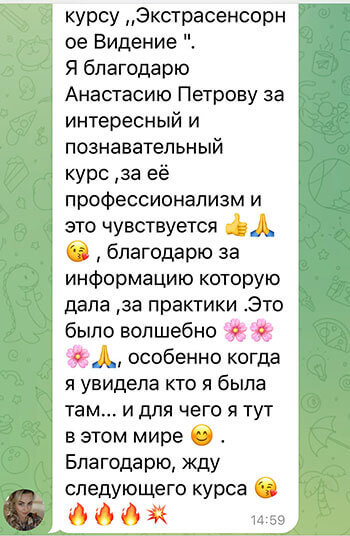 курсу ,,Экстрасенсорн
ое Видение ".
Я благодарю
Анастасию Петрову за
интересный и
познавательный
курс ,за её
профессионализм и
это чувствуется 👍🙏
😘 , благодарю за
информацию которую
дала ,за практики .Это
было волшебно 🌸🌸
🌸🙏, особенно когда
я увидела кто я была
там... и для чего я тут
в этом мире 😊 .
Благодарю, жду
следующего курса 😘
🔥🔥🔥💥
14:59